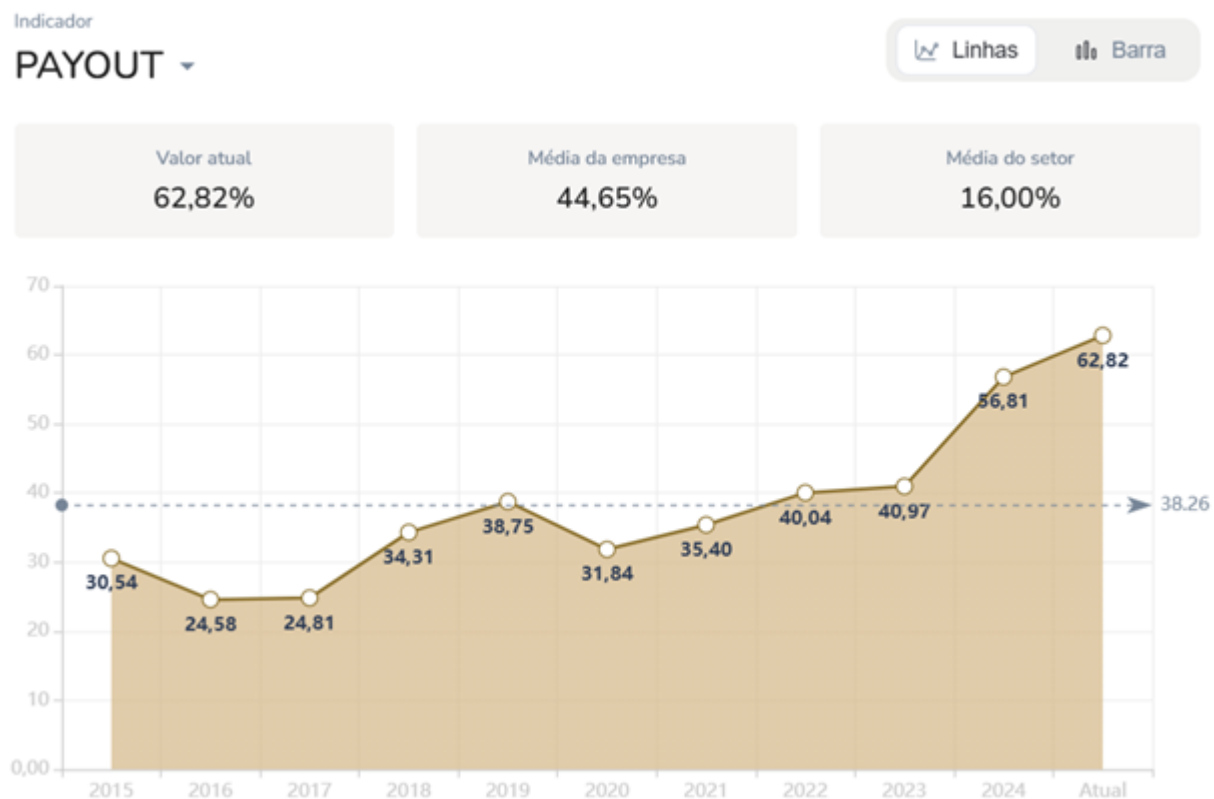 Indicador
PAYOUT
Linhas Barra
Valor atual Média da empresa Média do setor
62,82% 44,65% 16,00%
70
60
50
40
30
20
10
0,00
38.26
30,54 24,58 24,81 34,31 38,75 31,84 35,40 40,04 40,97 56,81 62,82
2015 2016 2017 2018 2019 2020 2021 2022 2023 2024 Atual